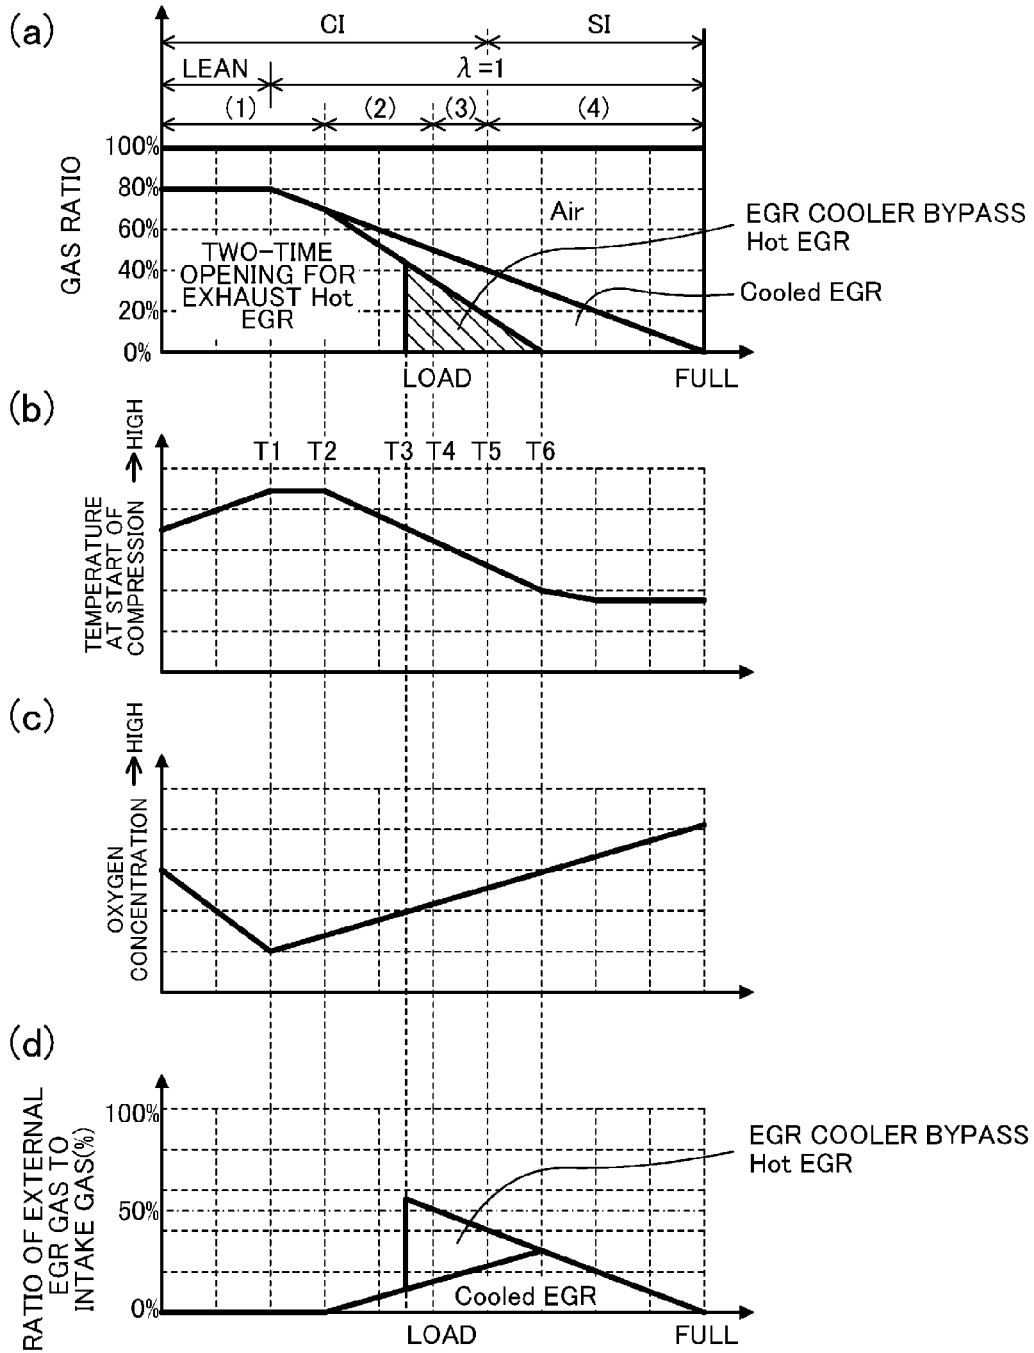 (a)
CI
SI
LEAN
λ=1
(1)
(2)
(3)
(4)
GAS RATIO
100%
80%
60%
40%
20%
0%
Air
TWO-TIME
OPENING FOR
EXHAUST Hot
EGR
EGR COOLER BYPASS
Hot EGR
Cooled EGR
LOAD
FULL
(b)
TEMPERATURE
AT START OF
COMPRESSION → HIGH
T1
T2
T3
T4
T5
T6
(c)
OXYGEN
CONCENTRATION → HIGH
(d)
RATIO OF EXTERNAL
EGR GAS TO
INTAKE GAS(%)
100%
50%
0%
EGR COOLER BYPASS
Hot EGR
Cooled EGR
LOAD
FULL